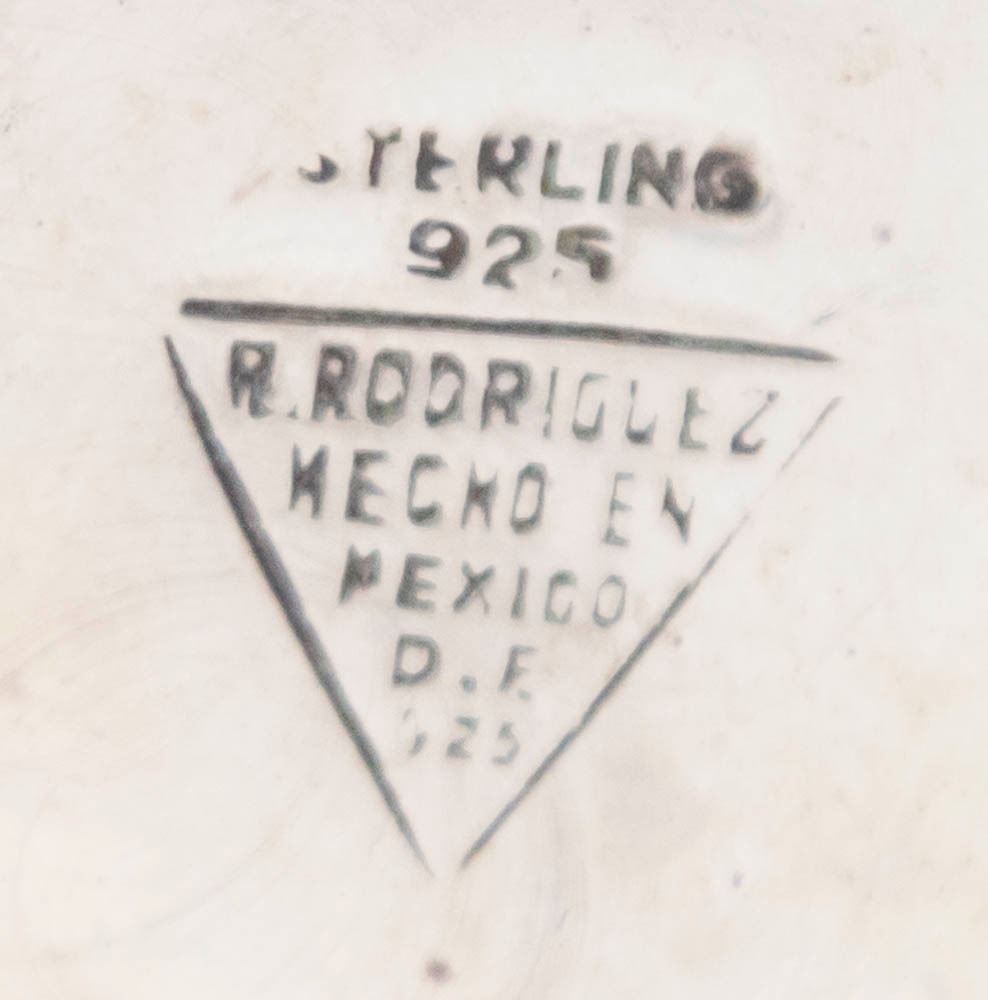 STERLING
925
R. RODRIGUEZ
HECHO EN
MEXICO
D. F.
925